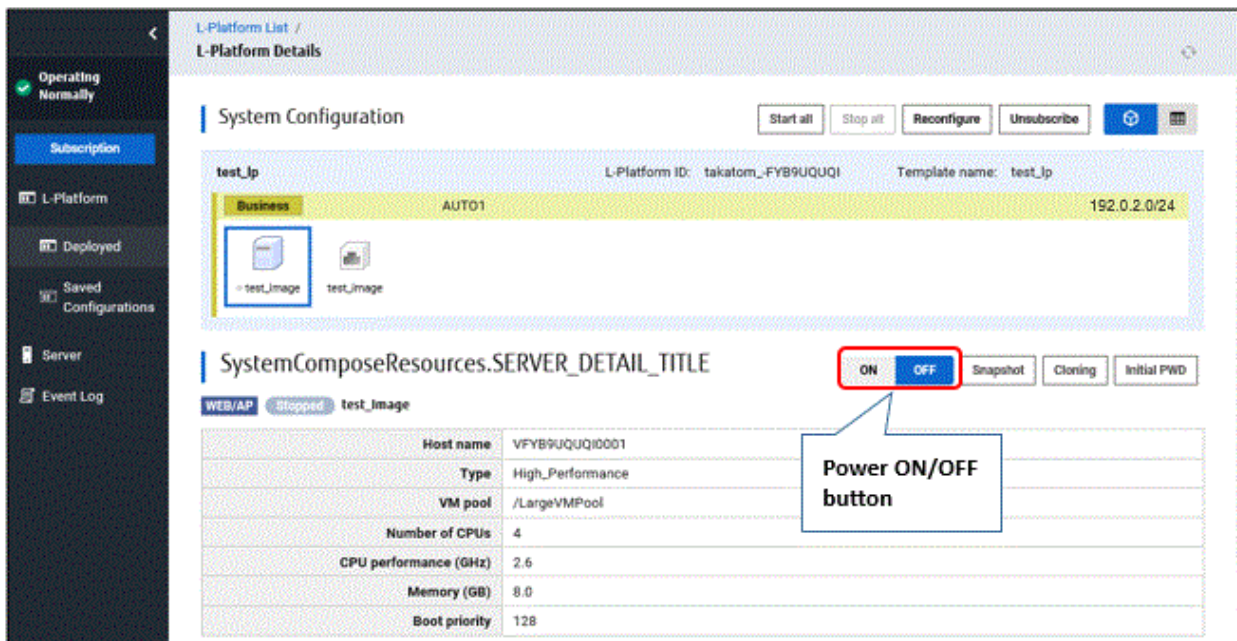 L-Platform List /
L-Platform Details
Operating
Normally
Subscription
L-Platform
Deployed
Saved
Configurations
Server
Event Log
System Configuration
Start all
Stop all
Reconfigure
Unsubscribe
test_lp
L-Platform ID: takatom_-FYB9UQUQI
Template name: test_lp
Business
AUTO1
192.0.2.0/24
test_image
test_image
SystemComposeResources.SERVER_DETAIL_TITLE
ON
OFF
Snapshot
Cloning
Initial PWD
WEB/AP
Stopped
test_image
Power ON/OFF
button
Host name VFYB9UQUQI0001
Type High_Performance
VM pool /LargeVMPool
Number of CPUs 4
CPU performance (GHz) 2.6
Memory (GB) 8.0
Boot priority 128